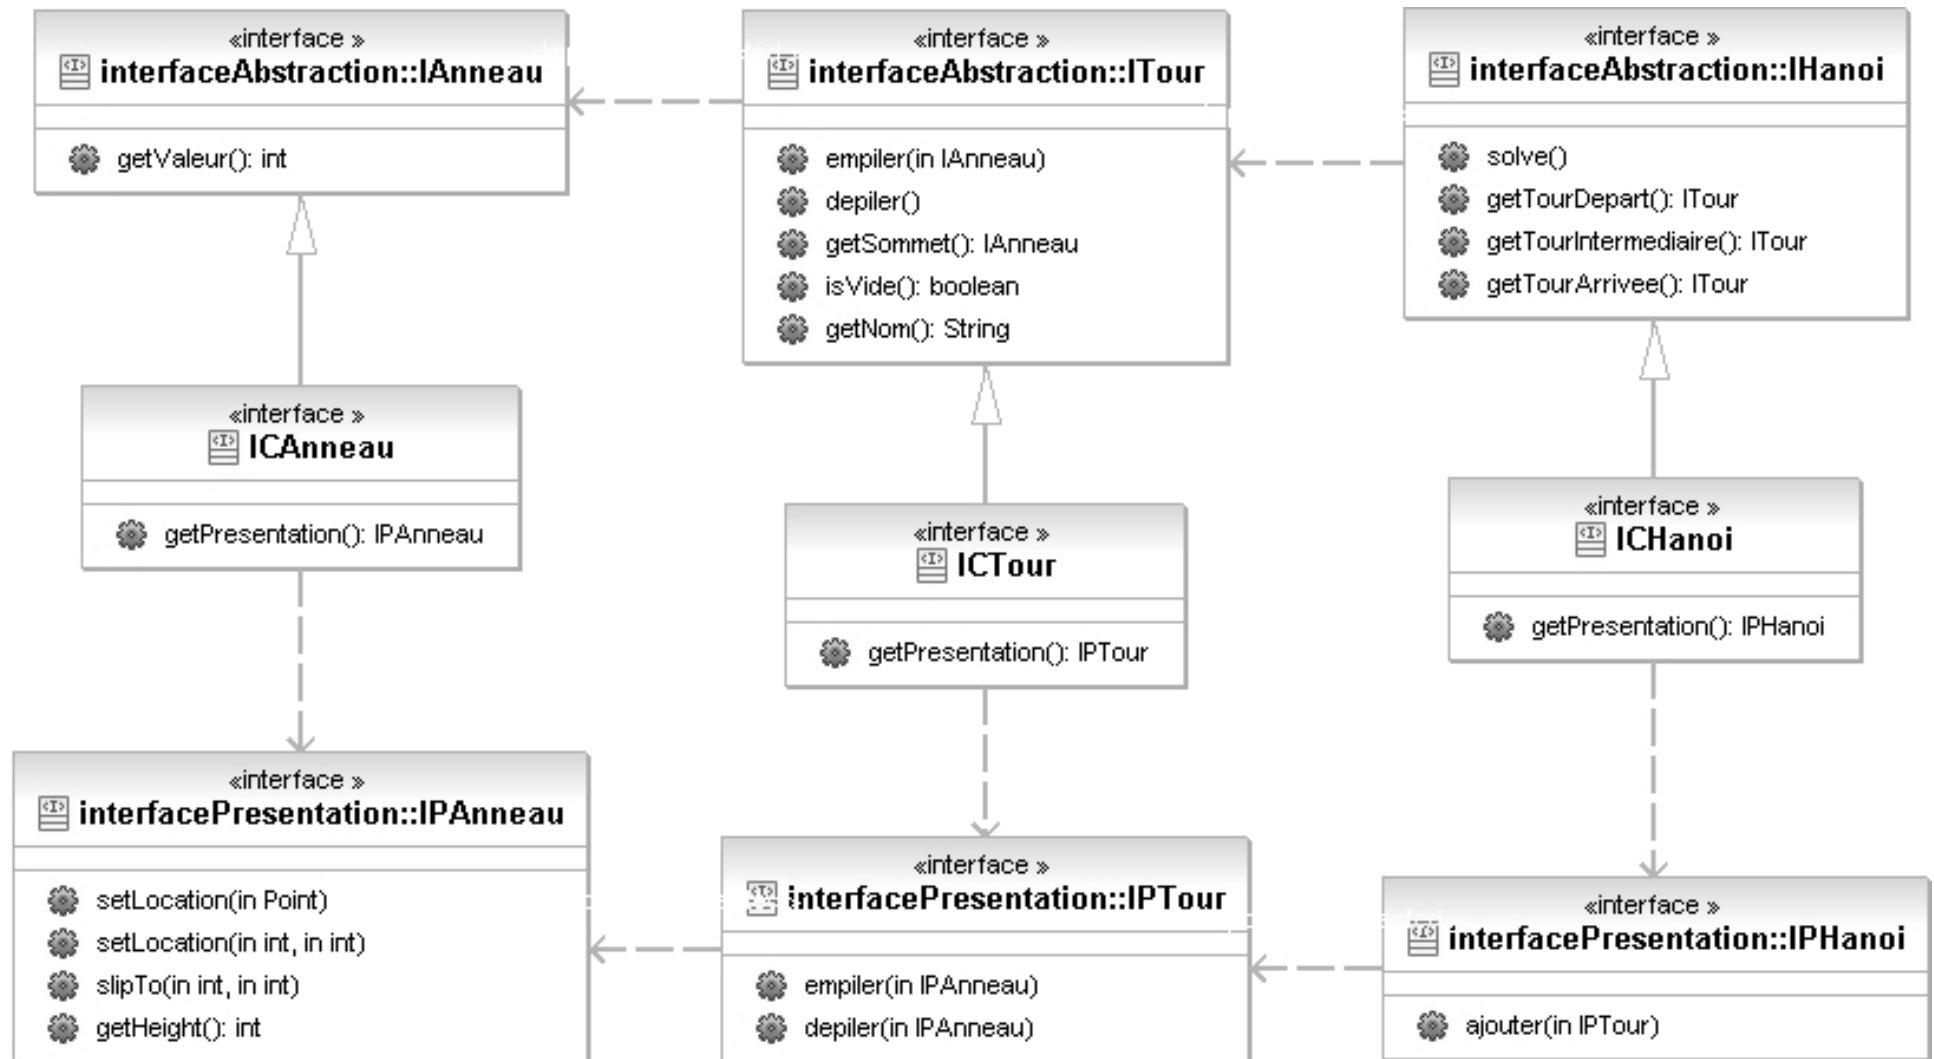 «interface »
interfaceAbstraction::IAnneau
getValeur(): int
«interface »
interfaceAbstraction::ITour
empiler(in IAnneau)
depiler()
getSommet(): IAnneau
isVide(): boolean
getNom(): String
«interface »
interfaceAbstraction::IHanoi
solve()
getTourDepart(): ITour
getTourIntermediaire(): ITour
getTourArrivee(): ITour
«interface »
ICAnneau
getPresentation(): IPAnneau
«interface »
ICTour
getPresentation(): IPTour
«interface »
ICHanoi
getPresentation(): IPHanoi
«interface »
interfacePresentation::IPAnneau
setLocation(in Point)
setLocation(in int, in int)
slipTo(in int, in int)
getHeight(): int
«interface »
interfacePresentation::IPTour
empiler(in IPAnneau)
depiler(in IPAnneau)
«interface »
interfacePresentation::IPHanoi
ajouter(in IPTour)